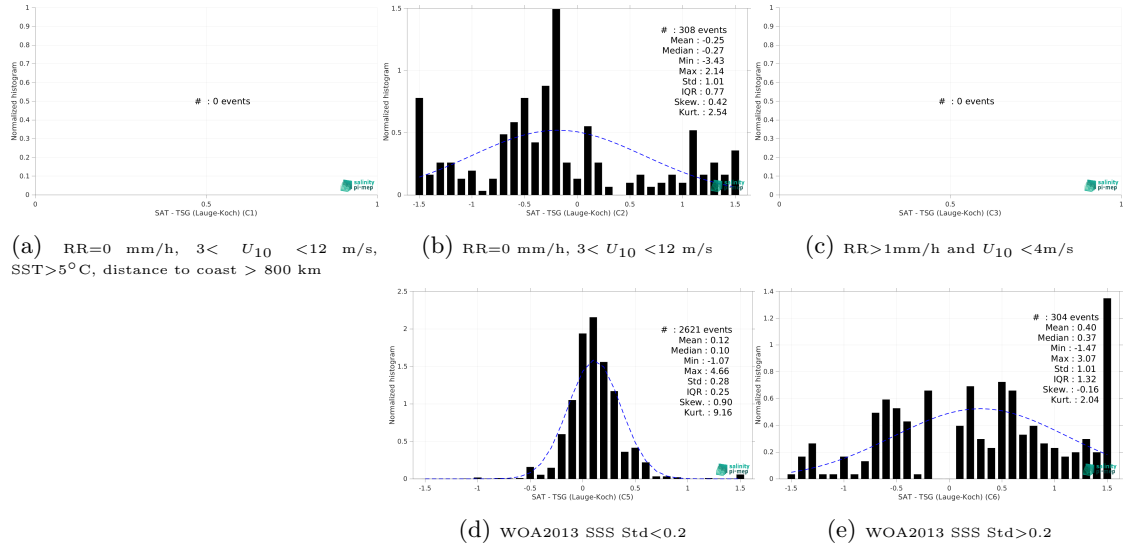 1
0.9
0.8
0.7
0.6
0.5
0.4
0.3
0.2
0.1
0
Normalized histogram
# : 0 events
salinity
pi-mep
0 0.5 1
SAT - TSG (Lauge-Koch) (C1)
(a) RR=0 mm/h, 3< U10 <12 m/s,
SST>5°C, distance to coast > 800 km
1.5
1
0.5
0
Normalized histogram
# : 308 events
Mean : -0.25
Median : -0.27
Min : -3.43
Max : 2.14
Std : 1.01
IQR : 0.77
Skew. : 0.42
Kurt. : 2.54
salinity
pi-mep
-1.5 -1 -0.5 0 0.5 1 1.5
SAT - TSG (Lauge-Koch) (C2)
(b) RR=0 mm/h, 3< U10 <12 m/s
1
0.9
0.8
0.7
0.6
0.5
0.4
0.3
0.2
0.1
0
Normalized histogram
# : 0 events
salinity
pi-mep
0 0.5 1
SAT - TSG (Lauge-Koch) (C3)
(c) RR>1mm/h and U10 <4m/s
2.5
2
1.5
1
0.5
0
Normalized histogram
# : 2621 events
Mean : 0.12
Median : 0.10
Min : -1.07
Max : 4.66
Std : 0.28
IQR : 0.25
Skew. : 0.90
Kurt. : 9.16
salinity
pi-mep
-1.5 -1 -0.5 0 0.5 1 1.5
SAT - TSG (Lauge-Koch) (C5)
(d) WOA2013 SSS Std<0.2
1.4
1.2
1
0.8
0.6
0.4
0.2
0
Normalized histogram
# : 304 events
Mean : 0.40
Median : 0.37
Min : -1.47
Max : 3.07
Std : 1.01
IQR : 1.32
Skew. : -0.16
Kurt. : 2.04
salinity
pi-mep
-1.5 -1 -0.5 0 0.5 1 1.5
SAT - TSG (Lauge-Koch) (C6)
(e) WOA2013 SSS Std>0.2